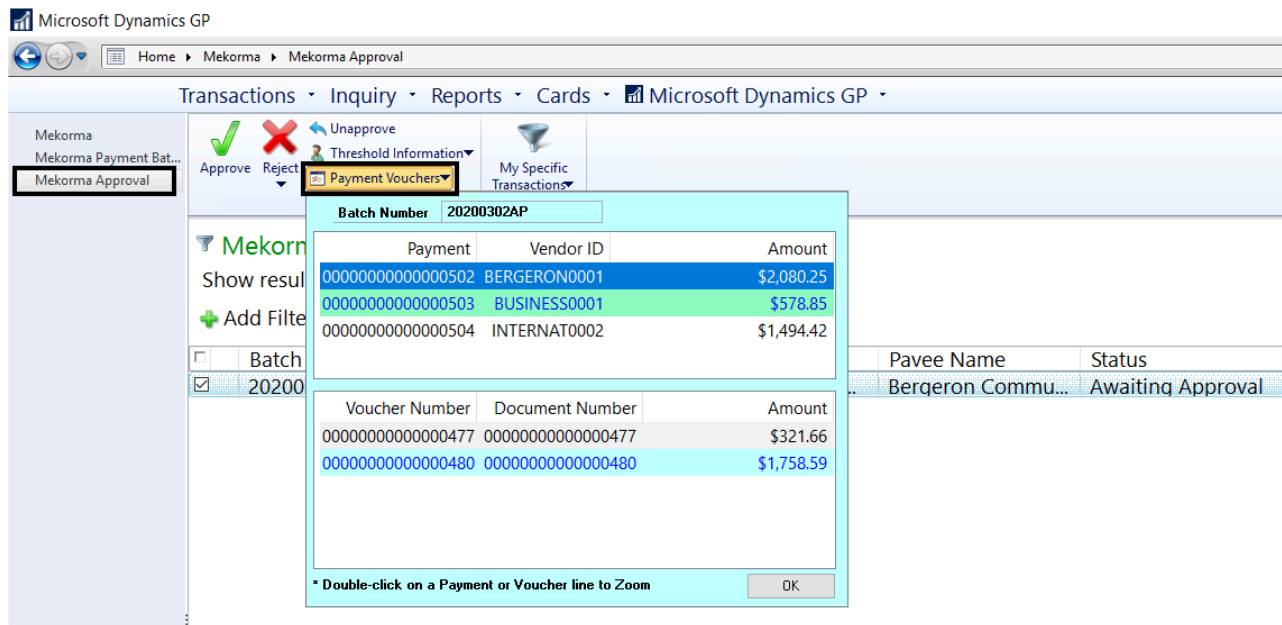 Microsoft Dynamics GP
Home Mekorma Mekorma Approval
Transactions Inquiry Reports Cards Microsoft Dynamics GP
Mekorma
Mekorma Payment Bat...
Mekorma Approval
Approve
Reject
Unapprove
Threshold Information
Payment Vouchers
My Specific
Transactions
Batch Number 20200302AP
Payment Vendor ID Amount
00000000000000502 BERGERON0001 $2,080.25
00000000000000503 BUSINESS0001 $578.85
00000000000000504 INTERNAT0002 $1,494.42
Voucher Number Document Number Amount
00000000000000477 00000000000000477 $321.66
00000000000000480 00000000000000480 $1,758.59
* Double-click on a Payment or Voucher line to Zoom
OK
Mekorm
Show resul
Add Filte
Batch Payee Name Status
20200 .. Bergeron Commu... Awaiting Approval